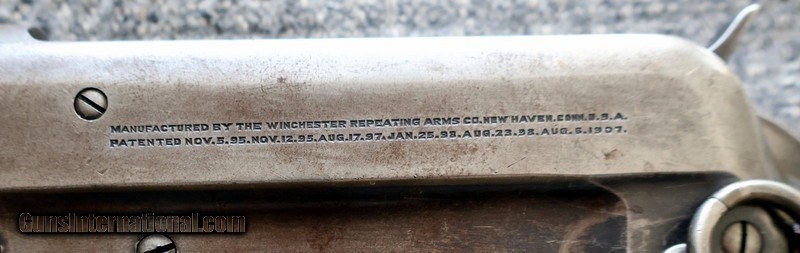 MANUFACTURED BY THE WINCHESTER REPEATING ARMS CO. NEW HAVEN. CONN. U.S.A.
PATENTED NOV.5.95.NOV.12.95.AUG.17.97.JAN.25.98.AUG.23.98.AUG.6.1907.
GunsInternational.com